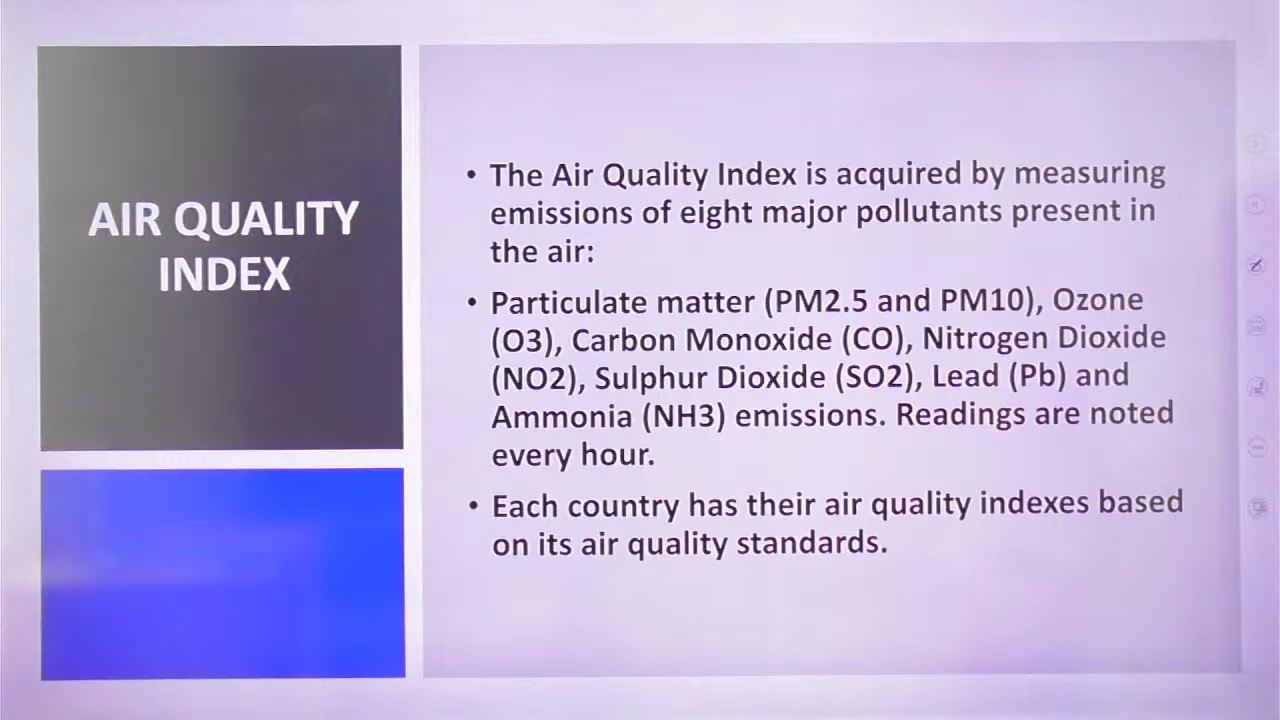 AIR QUALITY
INDEX
• The Air Quality Index is acquired by measuring
emissions of eight major pollutants present in
the air:
• Particulate matter (PM2.5 and PM10), Ozone
(O3), Carbon Monoxide (CO), Nitrogen Dioxide
(NO2), Sulphur Dioxide (SO2), Lead (Pb) and
Ammonia (NH3) emissions. Readings are noted
every hour.
• Each country has their air quality indexes based
on its air quality standards.